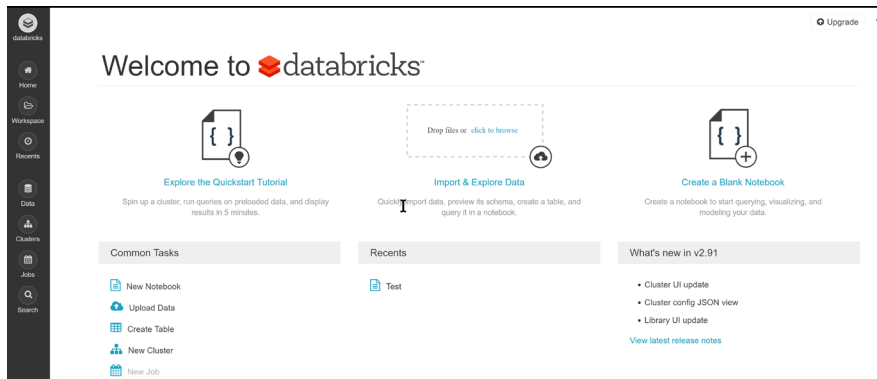 databricks
Home
Workspace
Recents
Data
Clusters
Jobs
Search
Upgrade
Welcome to databricks™
{ }
Explore the Quickstart Tutorial
Spin up a cluster, run queries on preloaded data, and display
results in 5 minutes.
Drop files or click to browse
Import & Explore Data
Quickly import data, preview its schema, create a table, and
query it in a notebook.
{ }
Create a Blank Notebook
Create a notebook to start querying, visualizing, and
modeling your data.
Common Tasks
New Notebook
Upload Data
Create Table
New Cluster
New Job
Recents
Test
What's new in v2.91
• Cluster UI update
• Cluster config JSON view
• Library UI update
View latest release notes